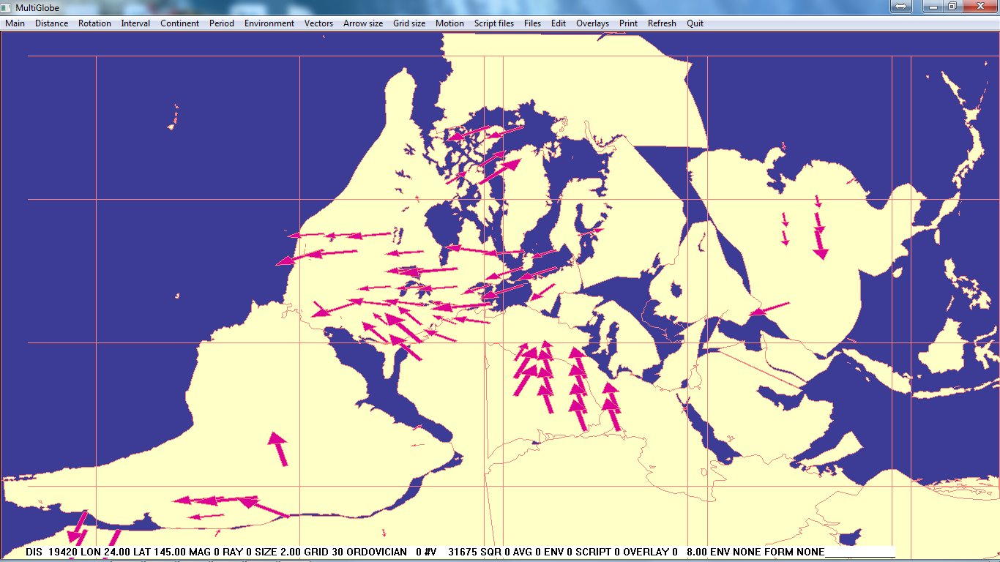 MultiGlobe
Main Distance Rotation Interval Continent Period Environment Vectors Arrow size Grid size Motion Script files Files Edit Overlays Print Refresh Quit
DIS 19420 LON 24.00 LAT 145.00 MAG 0 RAY 0 SIZE 2.00 GRID 30 ORDOVICIAN 0 #V 31675 SQR 0 AVG 0 ENV 0 SCRIPT 0 OVERLAY 0 8.00 ENV NONE FORM NONE____________